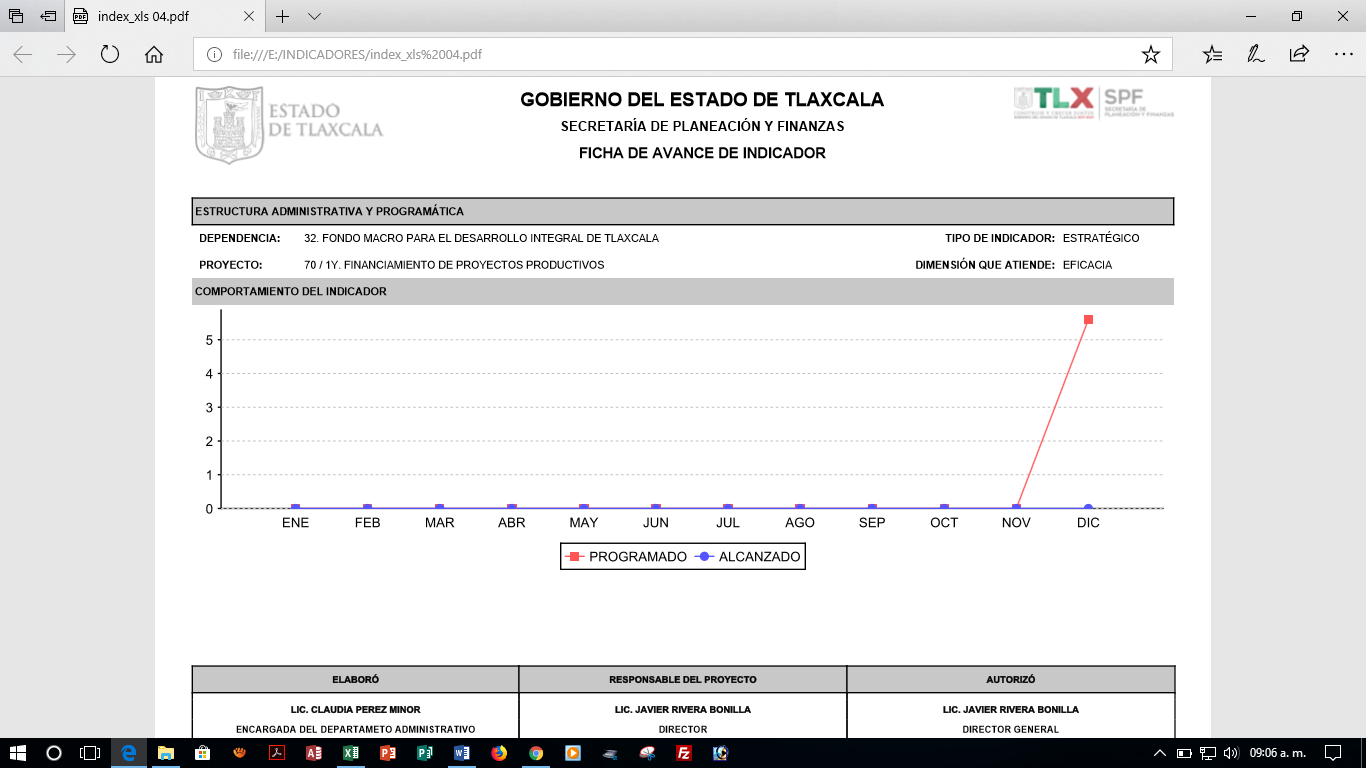 index_xls 04.pdf
file:///E:/INDICADORES/index_xls%2004.pdf
ESTADO
DE TLAXCALA
GOBIERNO DEL ESTADO DE TLAXCALA
SECRETARÍA DE PLANEACIÓN Y FINANZAS
FICHA DE AVANCE DE INDICADOR
TLX SPF
SECRETARÍA DE
PLANEACIÓN Y FINANZAS
CONSTRUIR Y CRECER JUNTOS
ESTRUCTURA ADMINISTRATIVA Y PROGRAMÁTICA
DEPENDENCIA: 32. FONDO MACRO PARA EL DESARROLLO INTEGRAL DE TLAXCALA TIPO DE INDICADOR: ESTRATÉGICO
PROYECTO: 70 / 1Y. FINANCIAMIENTO DE PROYECTOS PRODUCTIVOS DIMENSIÓN QUE ATIENDE: EFICACIA
COMPORTAMIENTO DEL INDICADOR
5
4
3
2
1
0
ENE FEB MAR ABR MAY JUN JUL AGO SEP OCT NOV DIC
PROGRAMADO ALCANZADO
ELABORÓ RESPONSABLE DEL PROYECTO AUTORIZÓ
LIC. CLAUDIA PEREZ MINOR LIC. JAVIER RIVERA BONILLA LIC. JAVIER RIVERA BONILLA
ENCARGADA DEL DEPARTAMETO ADMINISTRATIVO DIRECTOR DIRECTOR GENERAL
09:06 a. m.